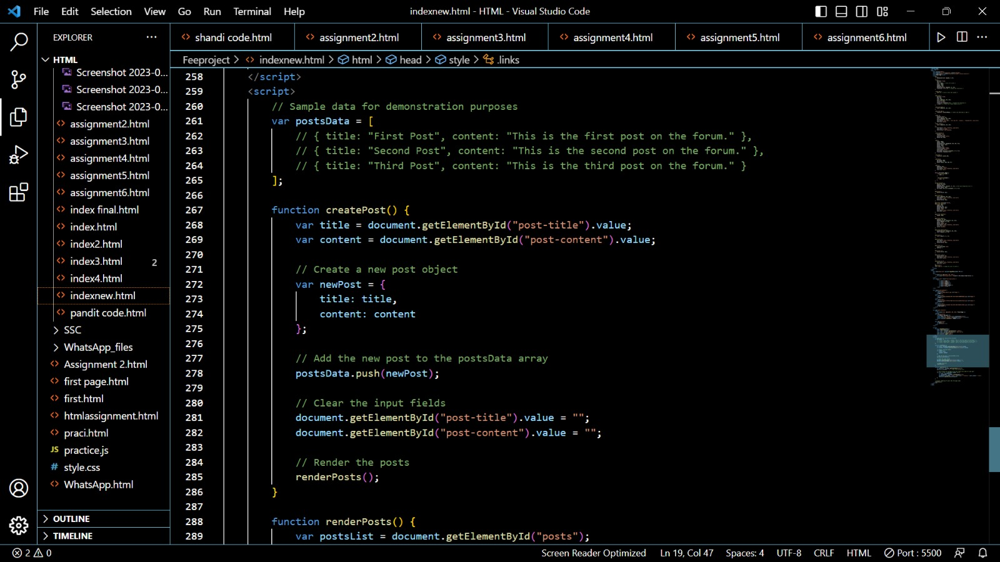 File Edit Selection View Go Run Terminal Help
indexnew.html - HTML - Visual Studio Code
EXPLORER
HTML
Screenshot 2023-0...
Screenshot 2023-0...
Screenshot 2023-0...
assignment2.html
assignment3.html
assignment4.html
assignment5.html
assignment6.html
index final.html
index.html
index2.html
index3.html 2
index4.html
indexnew.html
pandit code.html
SSC
WhatsApp_files
Assignment 2.html
first page.html
first.html
htmlassignment.html
praci.html
JS practice.js
# style.css
WhatsApp.html
OUTLINE
TIMELINE
shandi code.html assignment2.html assignment3.html assignment4.html assignment5.html assignment6.html
Feeproject > indexnew.html > html > head > style > .links
258 </script>
259 <script>
260 // Sample data for demonstration purposes
261 var postsData = [
262 // { title: "First Post", content: "This is the first post on the forum." },
263 // { title: "Second Post", content: "This is the second post on the forum." },
264 // { title: "Third Post", content: "This is the third post on the forum." }
265 ];
266
267 function createPost() {
268 var title = document.getElementById("post-title").value;
269 var content = document.getElementById("post-content").value;
270
271 // Create a new post object
272 var newPost = {
273 title: title,
274 content: content
275 };
276
277 // Add the new post to the postsData array
278 postsData.push(newPost);
279
280 // Clear the input fields
281 document.getElementById("post-title").value = "";
282 document.getElementById("post-content").value = "";
283
284 // Render the posts
285 renderPosts();
286 }
287
288 function renderPosts() {
289 var postsList = document.getElementById("posts");
2 0 Screen Reader Optimized Ln 19, Col 47 Spaces: 4 UTF-8 CRLF HTML Port : 5500